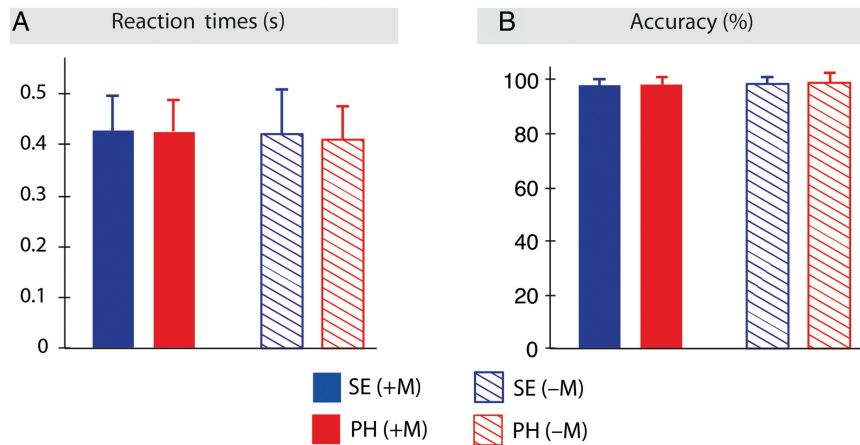 A Reaction times (s)
0.5
0.4
0.3
0.2
0.1
0
B Accuracy (%)
100
80
60
40
20
0
SE (+M)
SE (–M)
PH (+M)
PH (–M)